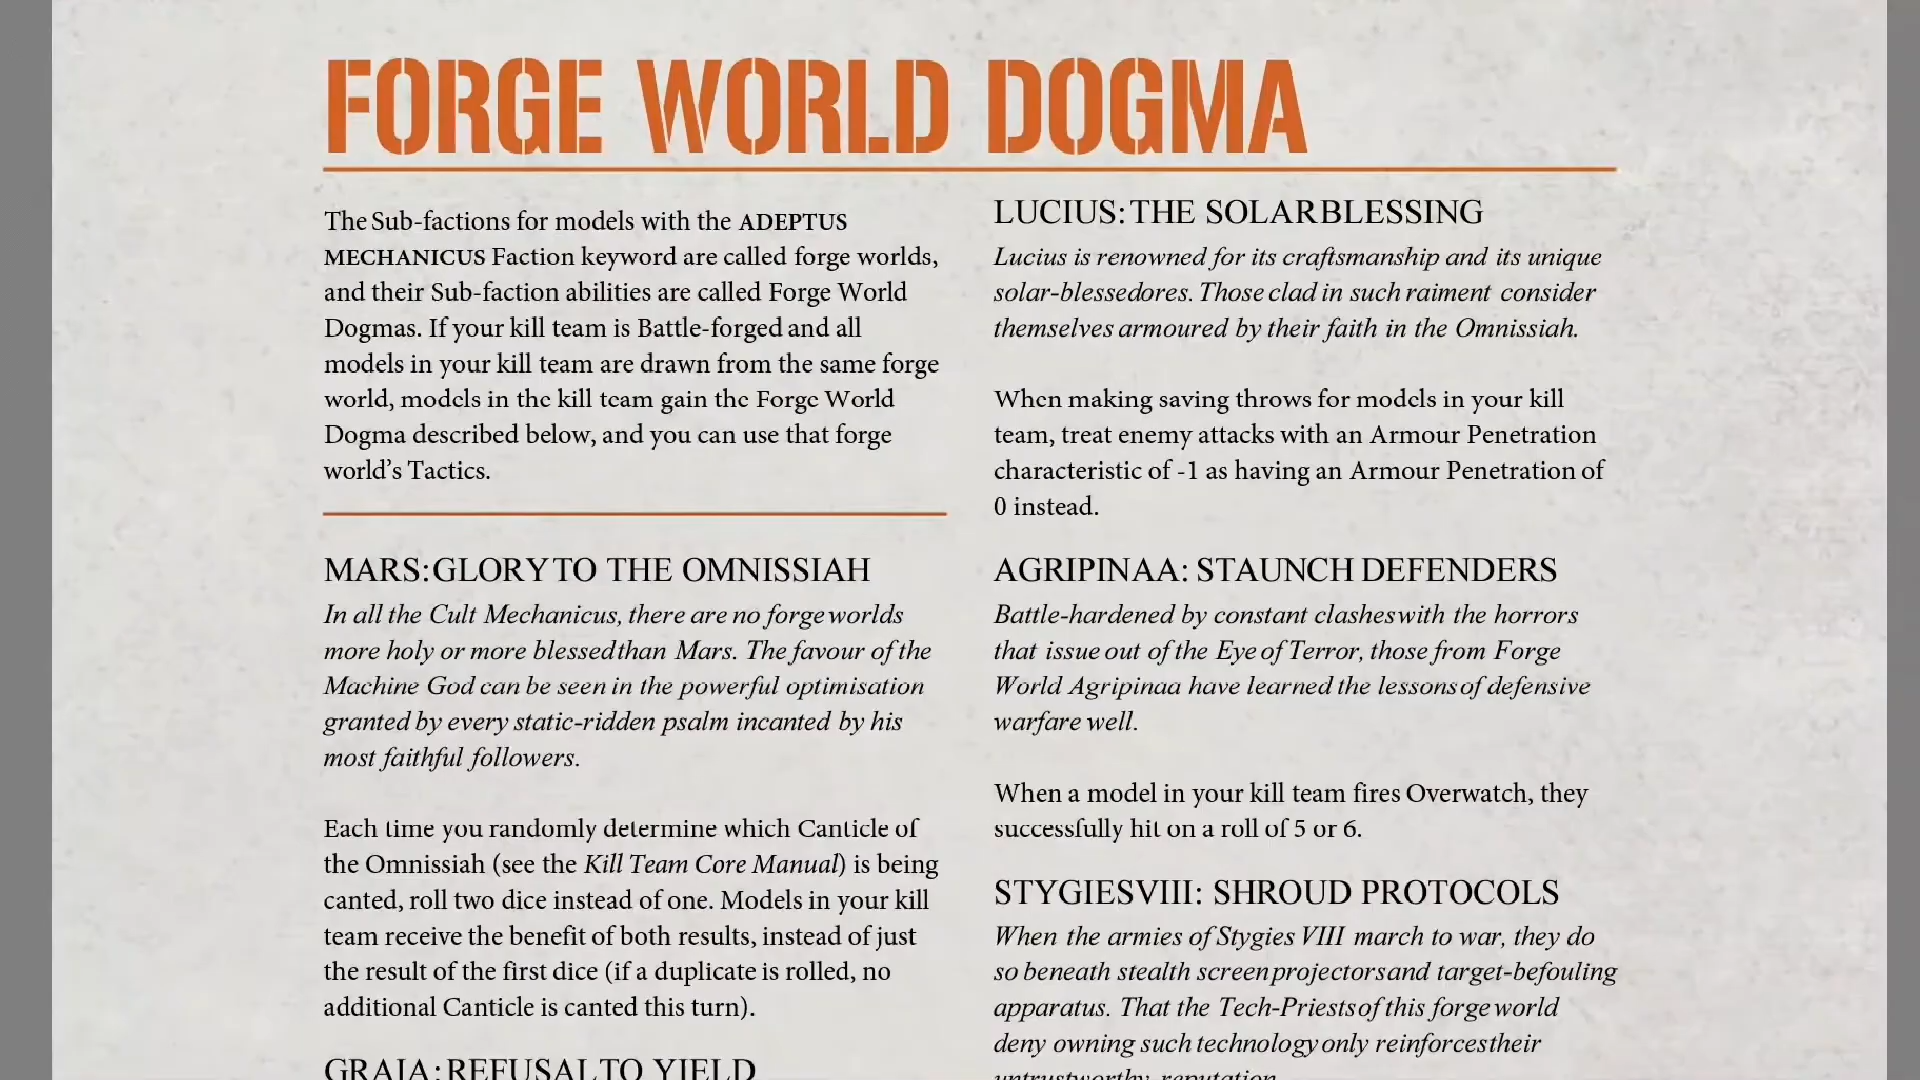 FORGE WORLD DOGMA
The Sub-factions for models with the ADEPTUS
MECHANICUS Faction keyword are called forge worlds,
and their Sub-faction abilities are called Forge World
Dogmas. If your kill team is Battle-forged and all
models in your kill team are drawn from the same forge
world, models in the kill team gain the Forge World
Dogma described below, and you can use that forge
world's Tactics.
MARS: GLORY TO THE OMNISSIAH
In all the Cult Mechanicus, there are no forge worlds
more holy or more blessed than Mars. The favour of the
Machine God can be seen in the powerful optimisation
granted by every static-ridden psalm incanted by his
most faithful followers.
Each time you randomly determine which Canticle of
the Omnissiah (see the Kill Team Core Manual) is being
canted, roll two dice instead of one. Models in your kill
team receive the benefit of both results, instead of just
the result of the first dice (if a duplicate is rolled, no
additional Canticle is canted this turn).
GRAIA: REFUSAL TO YIELD
LUCIUS: THE SOLAR BLESSING
Lucius is renowned for its craftsmanship and its unique
solar-blessed ores. Those clad in such raiment consider
themselves armoured by their faith in the Omnissiah.
When making saving throws for models in your kill
team, treat enemy attacks with an Armour Penetration
characteristic of -1 as having an Armour Penetration of
0 instead.
AGRIPINAA: STAUNCH DEFENDERS
Battle-hardened by constant clashes with the horrors
that issue out of the Eye of Terror, those from Forge
World Agripinaa have learned the lessons of defensive
warfare well.
When a model in your kill team fires Overwatch, they
successfully hit on a roll of 5 or 6.
STYGIES VIII: SHROUD PROTOCOLS
When the armies of Stygies VIII march to war, they do
so beneath stealth screen projectors and target-befouling
apparatus. That the Tech-Priests of this forge world
deny owning such technology only reinforces their
untrustworthy reputation.